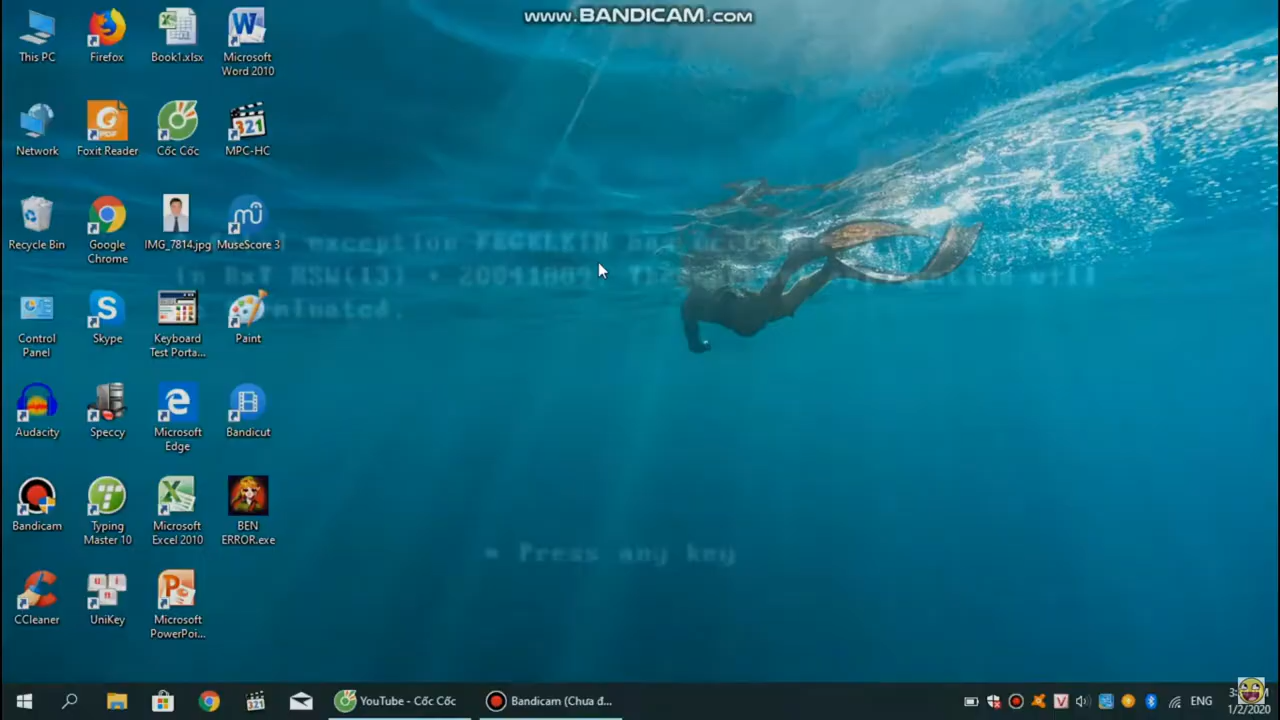 www.BANDICAM.com
This PC
Firefox
Book1.xlsx
Microsoft
Word 2010
Network
Foxit Reader
Cốc Cốc
MPC-HC
Recycle Bin
Google
Chrome
IMG_7814.jpg
MuseScore 3
Control
Panel
Skype
Keyboard
Test Porta...
Paint
Audacity
Speccy
Microsoft
Edge
Bandicut
Bandicam
Typing
Master 10
Microsoft
Excel 2010
BEN
ERROR.exe
CCleaner
UniKey
Microsoft
PowerPoi...
exception
in
* Press any key
YouTube - Cốc Cốc
Bandicam (Chưa đ...
ENG
1/2/2020